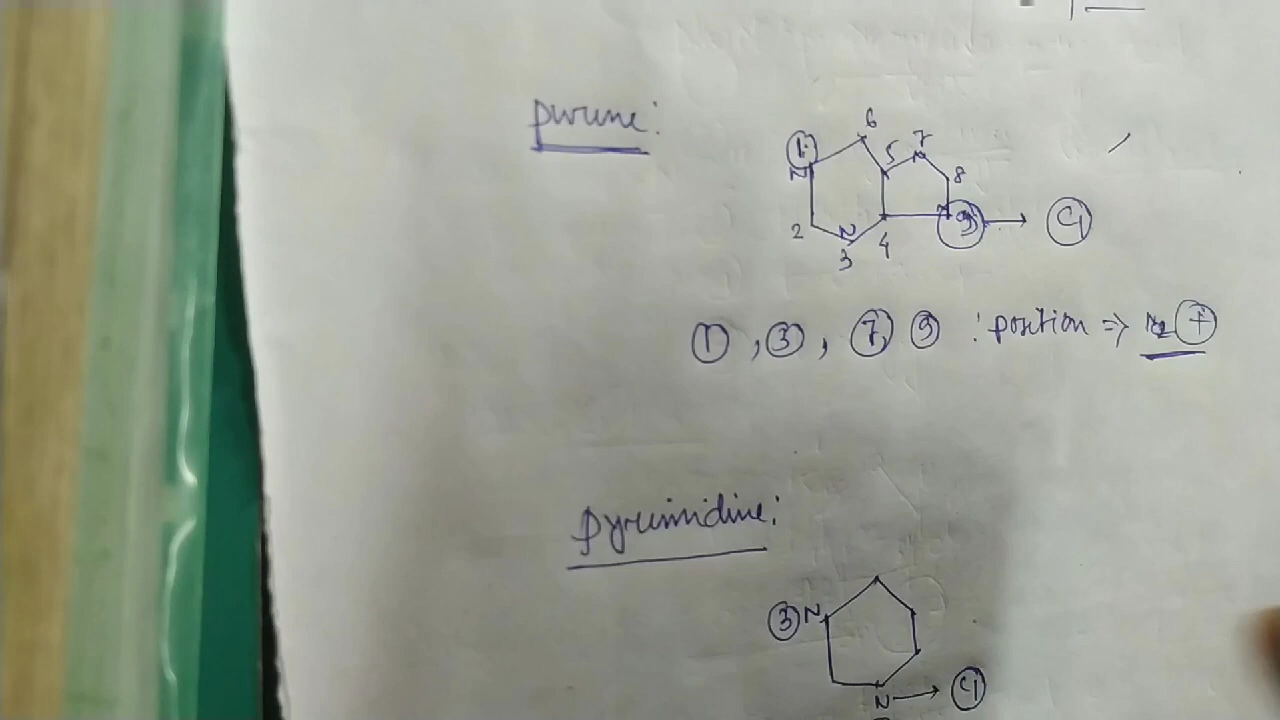 purine:
6
1 5 7
N N
8
N 9 → C1
2 N 4
3
1, 3, 7, 9 : position ⇒ N2 +
pyrimidine:
3 N
N → C1